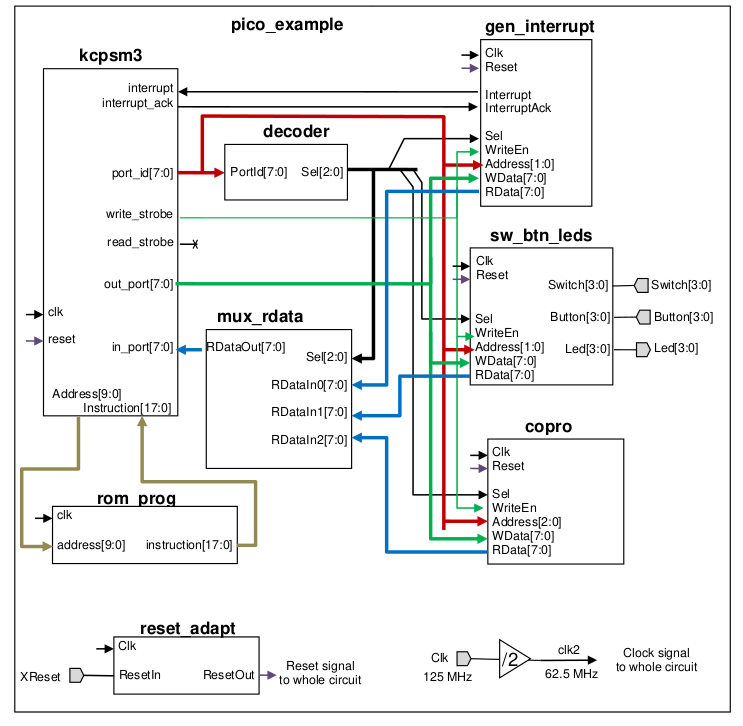 pico_example
kcpsm3
interrupt
interrupt_ack
port_id[7:0]
write_strobe
read_strobe
out_port[7:0]
clk
reset
in_port[7:0]
Address[9:0]
Instruction[17:0]
decoder
PortId[7:0] Sel[2:0]
mux_rdata
RDataOut[7:0]
Sel[2:0]
RDataIn0[7:0]
RDataIn1[7:0]
RDataIn2[7:0]
gen_interrupt
Clk
Reset
Interrupt
InterruptAck
Sel
WriteEn
Address[1:0]
WData[7:0]
RData[7:0]
sw_btn_leds
Clk
Reset
Switch[3:0] Switch[3:0]
Button[3:0] Button[3:0]
Sel
WriteEn
Address[1:0]
Led[3:0] Led[3:0]
WData[7:0]
RData[7:0]
copro
Clk
Reset
Sel
WriteEn
Address[2:0]
WData[7:0]
RData[7:0]
rom_prog
clk
address[9:0] instruction[17:0]
reset_adapt
Clk
XReset ResetIn ResetOut
Reset signal
to whole circuit
Clk
125 MHz
/2
clk2
62.5 MHz
Clock signal
to whole circuit